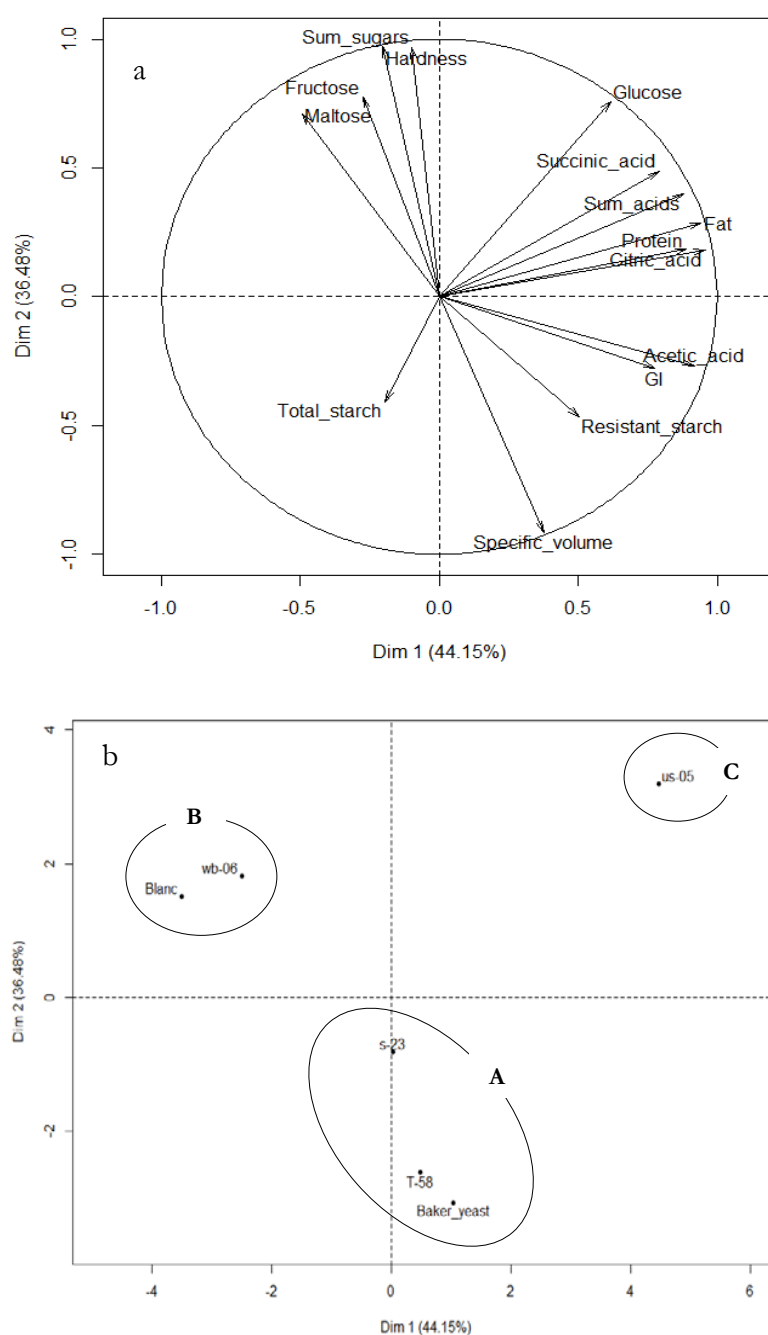 a
1.0
0.5
0.0
-0.5
-1.0
Dim 2 (36.48%)
Sum_sugars
Hardness
Fructose
Maltose
Glucose
Succinic_acid
Sum_acids
Fat
Protein
Citric_acid
Acetic_acid
GI
Total_starch
Resistant_starch
Specific_volume
-1.0 -0.5 0.0 0.5 1.0
Dim 1 (44.15%)
b
4
2
0
-2
Dim 2 (36.48%)
C
us-05
B
wb-06
Blanc
s-23
A
T-58
Baker_yeast
-4 -2 0 2 4 6
Dim 1 (44.15%)